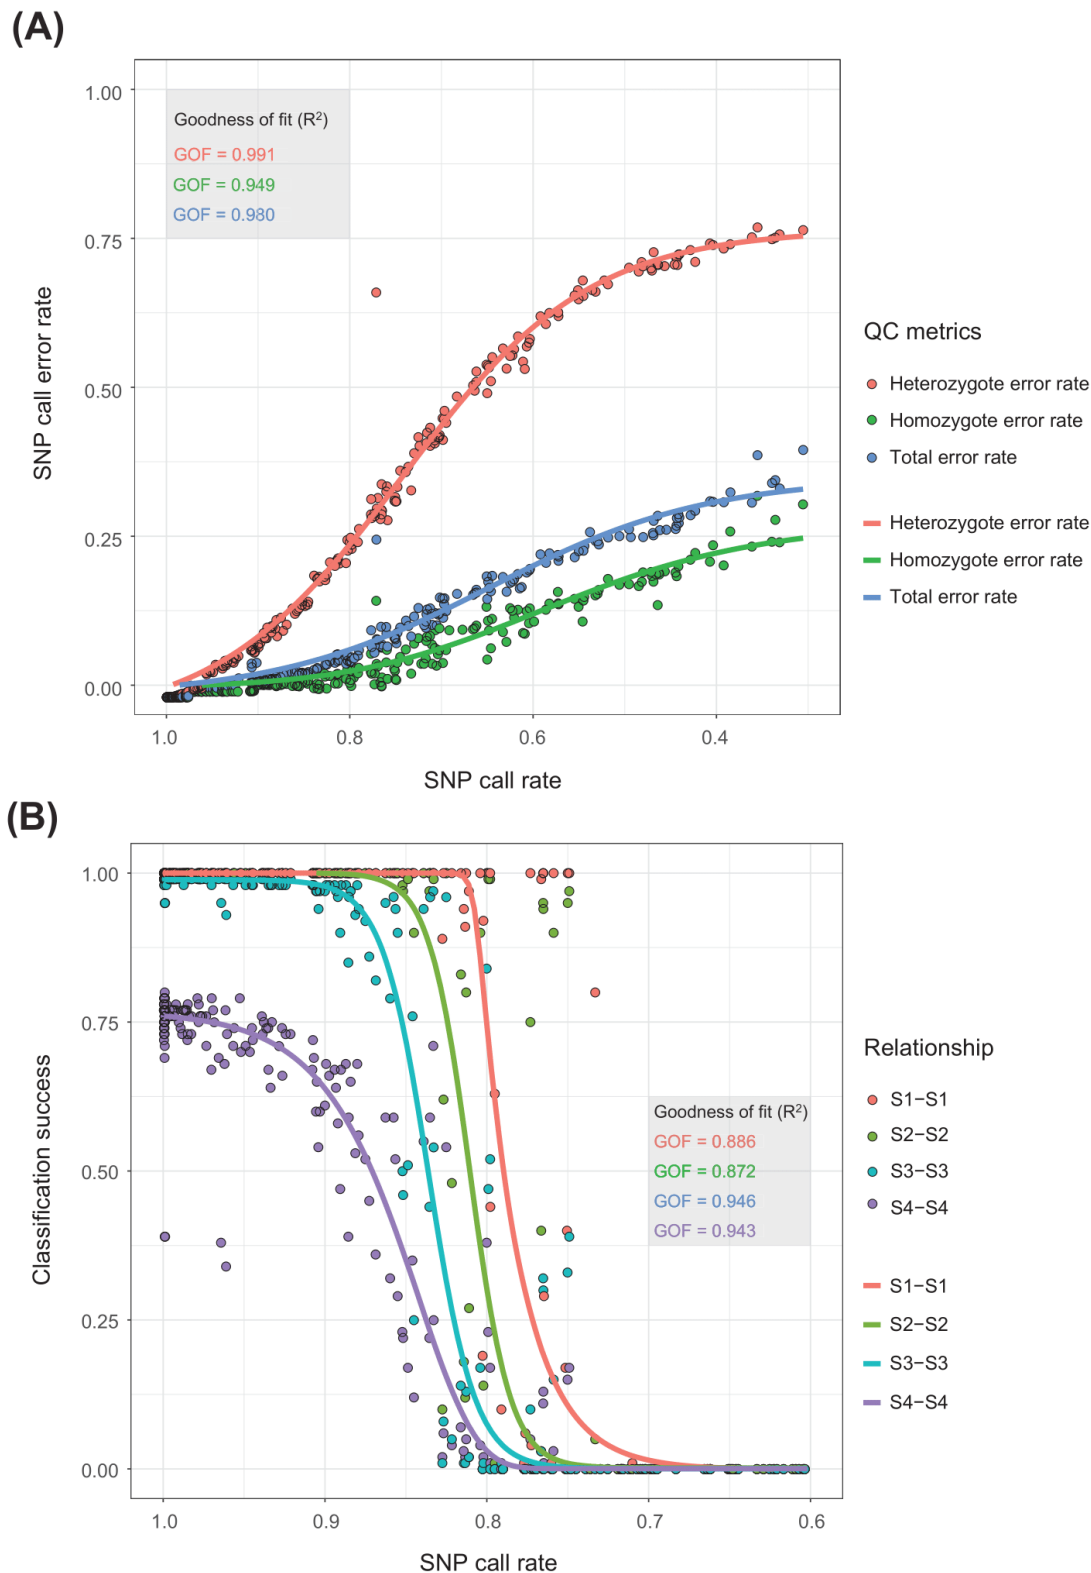 (A)
1.00
0.75
0.50
0.25
0.00
SNP call error rate
Goodness of fit (R²)
GOF = 0.991
GOF = 0.949
GOF = 0.980
1.0 0.8 0.6 0.4
SNP call rate
QC metrics
Heterozygote error rate
Homozygote error rate
Total error rate
Heterozygote error rate
Homozygote error rate
Total error rate
(B)
1.00
0.75
0.50
0.25
0.00
Classification success
Goodness of fit (R²)
GOF = 0.886
GOF = 0.872
GOF = 0.946
GOF = 0.943
1.0 0.9 0.8 0.7 0.6
SNP call rate
Relationship
S1−S1
S2−S2
S3−S3
S4−S4
S1−S1
S2−S2
S3−S3
S4−S4